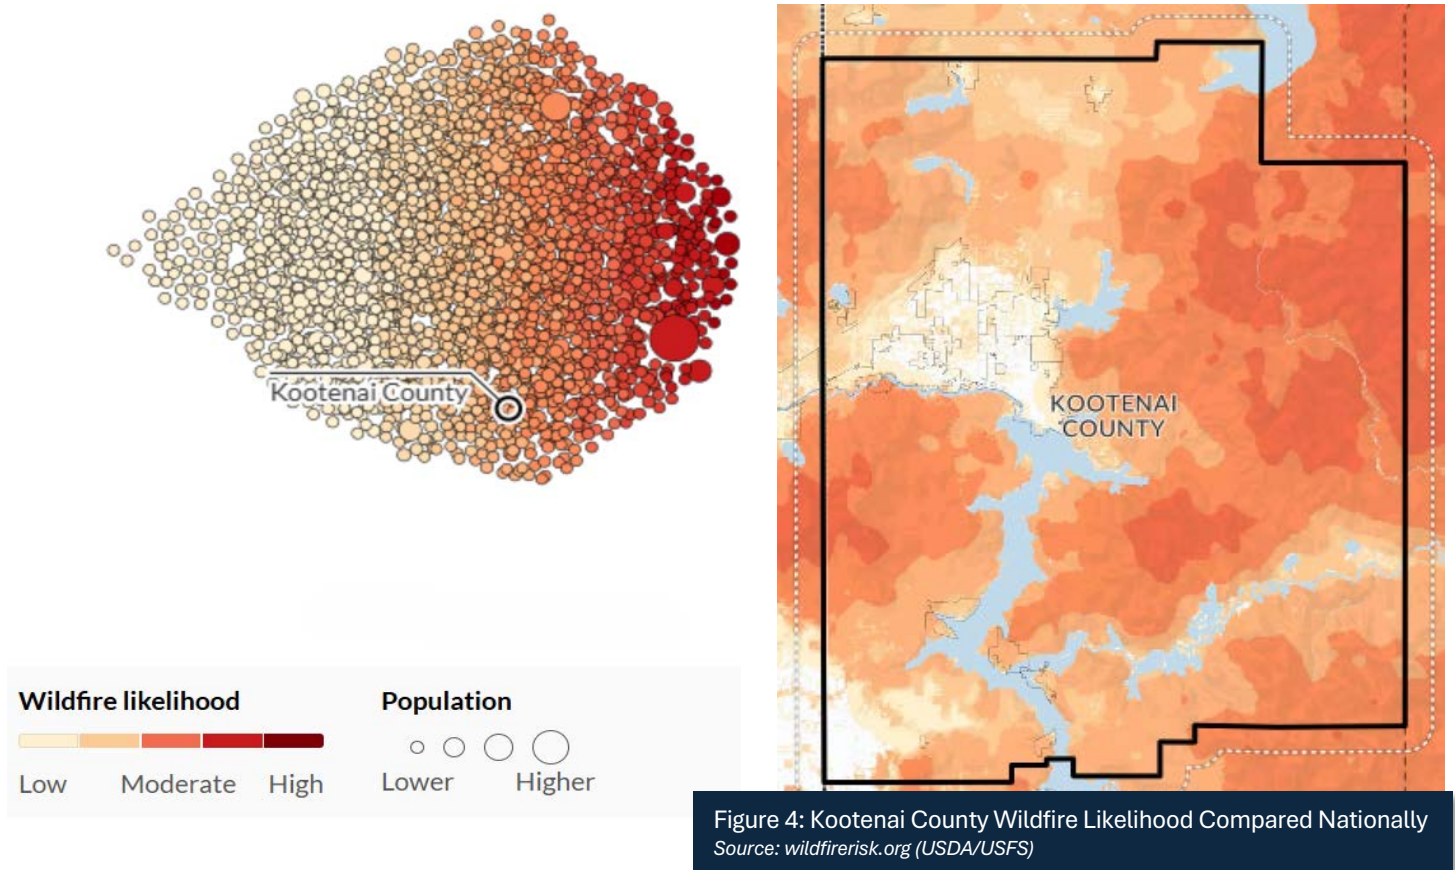 Kootenai County
KOOTENAI
COUNTY
Wildfire likelihood
Low Moderate High
Population
Lower Higher
Figure 4: Kootenai County Wildfire Likelihood Compared Nationally
Source: wildfirerisk.org (USDA/USFS)